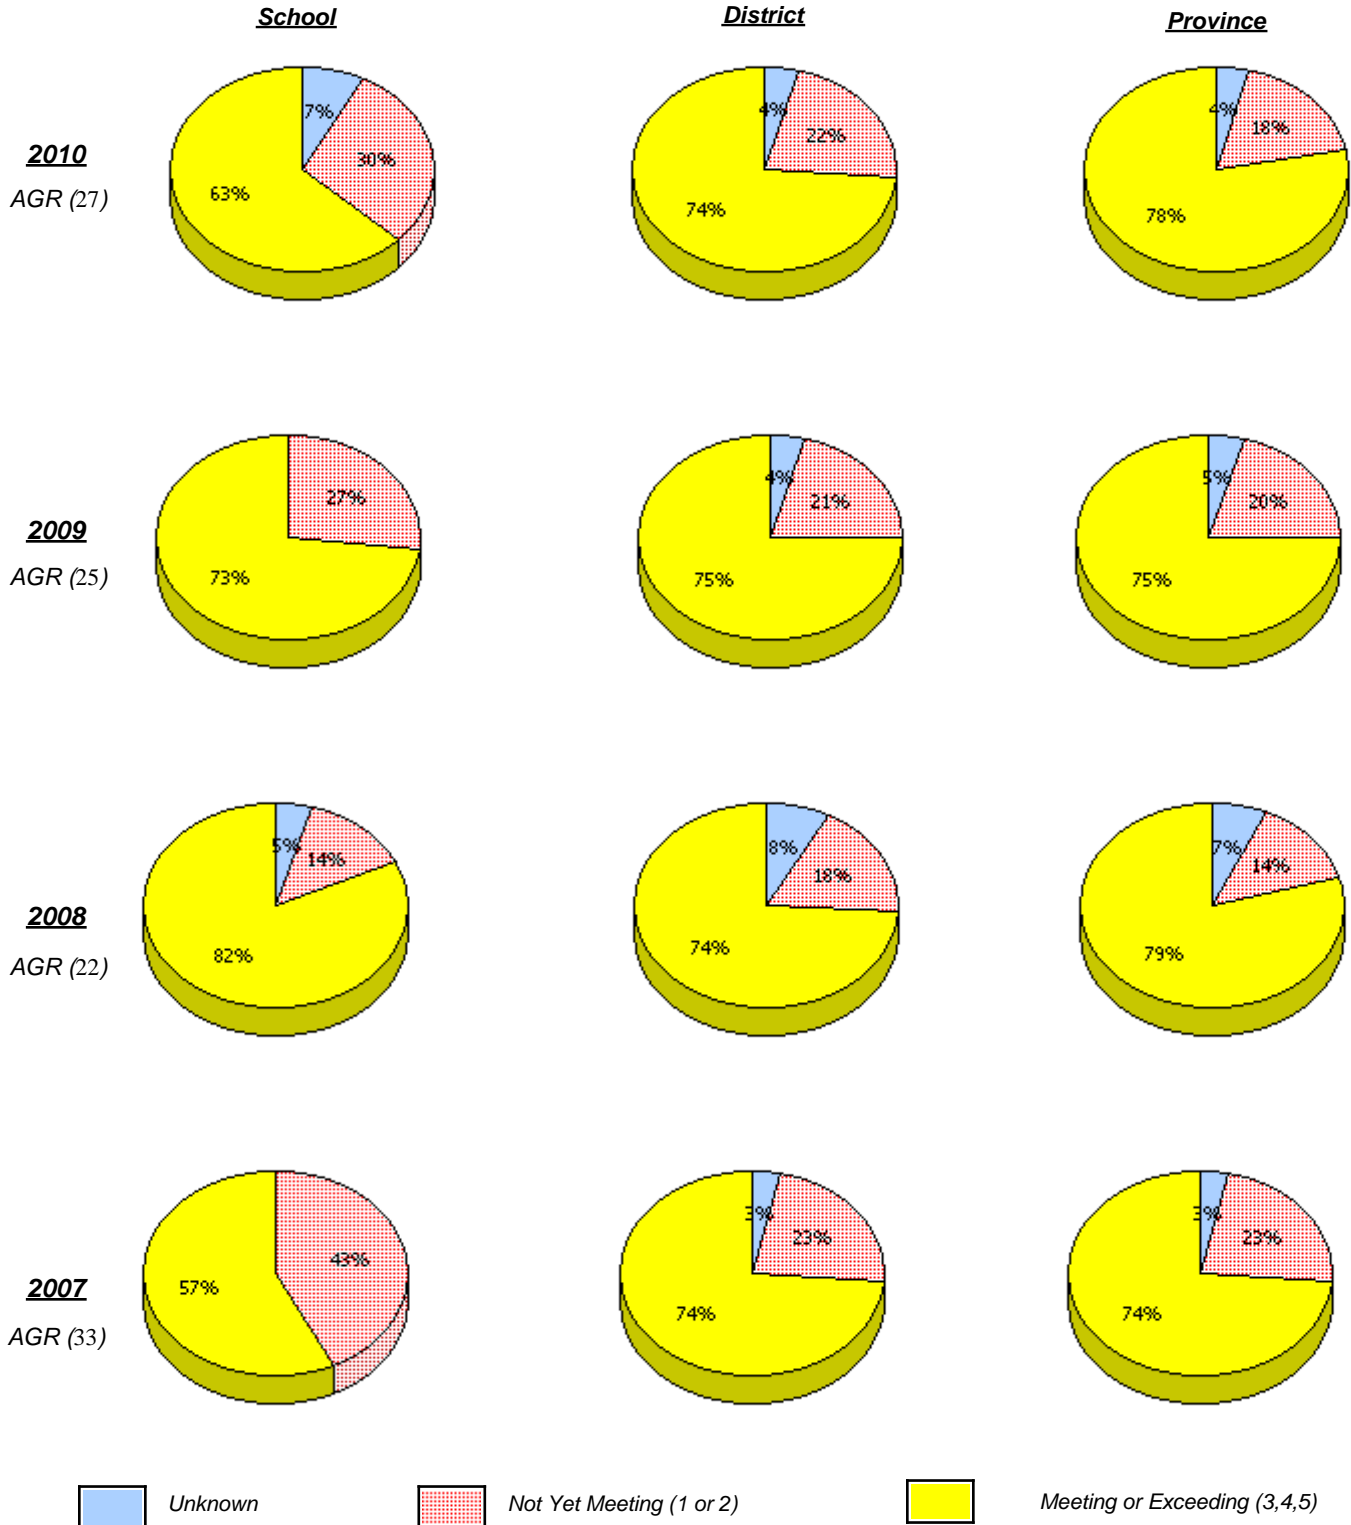 School District Province
7% 30% 63%
4% 22% 74%
4% 18% 78%
2010
AGR (27)
27% 73%
4% 21% 75%
5% 20% 75%
2009
AGR (25)
5% 14% 82%
8% 18% 74%
7% 14% 79%
2008
AGR (22)
43% 57%
3% 23% 74%
3% 23% 74%
2007
AGR (33)
Unknown Not Yet Meeting (1 or 2) Meeting or Exceeding (3,4,5)